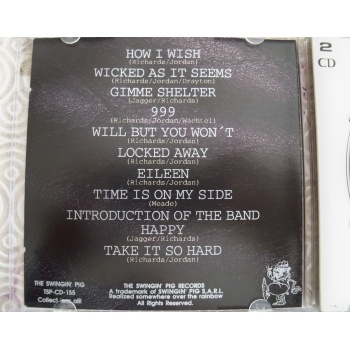 HOW I WISH
(Richards/Jordan)
WICKED AS IT SEEMS
(Richards/Jordan/Drayton)
GIMME SHELTER
(Jagger/Richards)
999
(Richards/Jordan/Wachtel)
WILL BUT YOU WON´T
(Richards/Jordan)
LOCKED AWAY
(Richards/Jordan)
EILEEN
(Richards/Jordan)
TIME IS ON MY SIDE
(Meade)
INTRODUCTION OF THE BAND
HAPPY
(Jagger/Richards)
TAKE IT SO HARD
(Richards/Jordan)
THE SWINGIN' PIG
TSP-CD-155
Collect 'em all!
THE SWINGIN' PIG RECORDS
A trademark of SWINGIN' PIG S.A.R.L.
Realized somewhere over the rainbow
All Rights Reserved.
2
CD